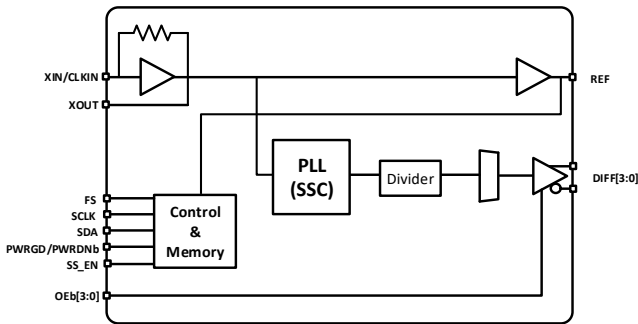 XIN/CLKIN
XOUT
REF
PLL
(SSC)
Divider
DIFF[3:0]
FS
SCLK
SDA
PWRGD/PWRDNb
SS_EN
Control
&
Memory
OEb[3:0]